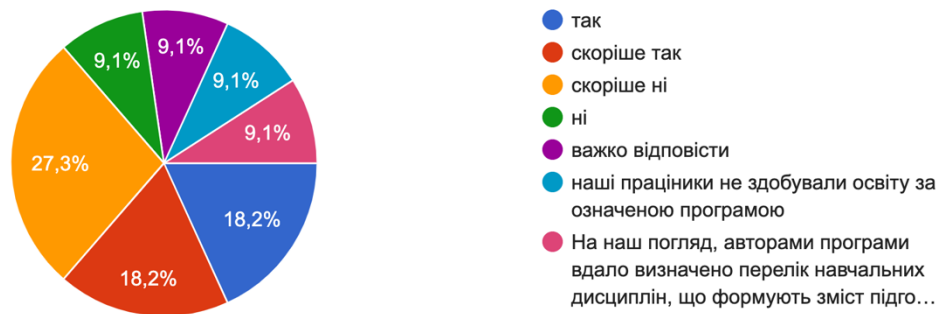 9,1%
9,1%
9,1%
9,1%
27,3%
18,2%
18,2%
так
скоріше так
скоріше ні
ні
важко відповісти
наші праціники не здобували освіту за
означеною програмою
На наш погляд, авторами програми
вдало визначено перелік навчальних
дисциплін, що формують зміст підго…